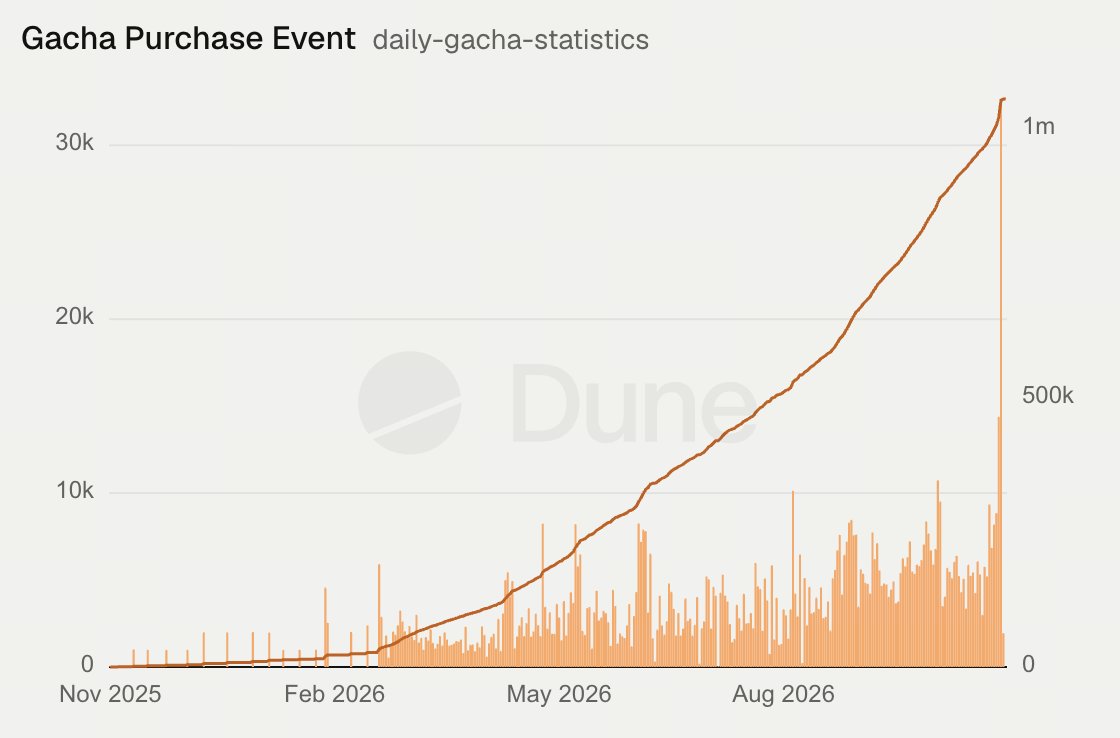 Gacha Purchase Event daily-gacha-statistics
30k
20k
10k
0
1m
500k
0
Dune
Nov 2025
Feb 2026
May 2026
Aug 2026